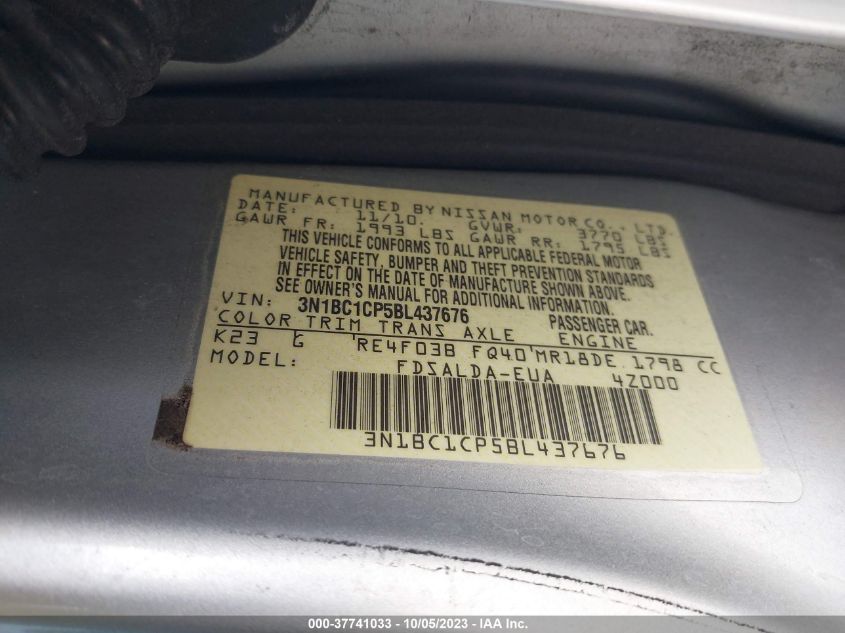 MANUFACTURED BY NISSAN MOTOR CO., LTD.
DATE: 11/10. GVWR: 3770 LBS
GAWR FR: 1993 LBS GAWR RR: 1795 LBS
THIS VEHICLE CONFORMS TO ALL APPLICABLE FEDERAL MOTOR
VEHICLE SAFETY, BUMPER AND THEFT PREVENTION STANDARDS
IN EFFECT ON THE DATE OF MANUFACTURE SHOWN ABOVE.
SEE OWNER'S MANUAL FOR ADDITIONAL INFORMATION.
VIN: 3N1BC1CP5BL437676 PASSENGER CAR.
COLOR TRIM TRANS AXLE ENGINE
K23 G RE4F03B FQ40 MR18DE 1798 CC
MODEL: FDSALDA-EUA 4Z000
3N1BC1CP5BL437676
000-37741033 - 10/05/2023 - IAA Inc.